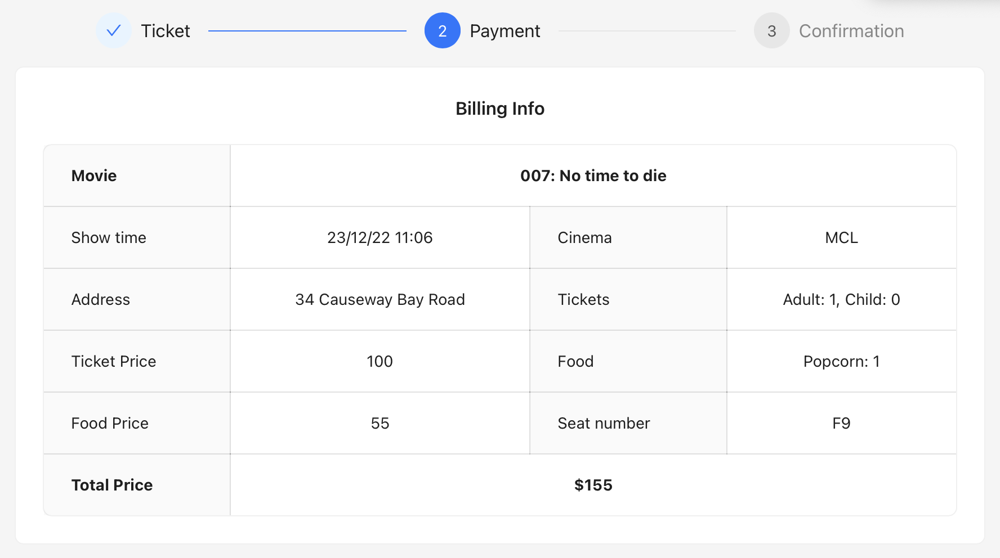 Ticket
2 Payment
3 Confirmation
Billing Info
Movie 007: No time to die
Show time 23/12/22 11:06 Cinema MCL
Address 34 Causeway Bay Road Tickets Adult: 1, Child: 0
Ticket Price 100 Food Popcorn: 1
Food Price 55 Seat number F9
Total Price $155